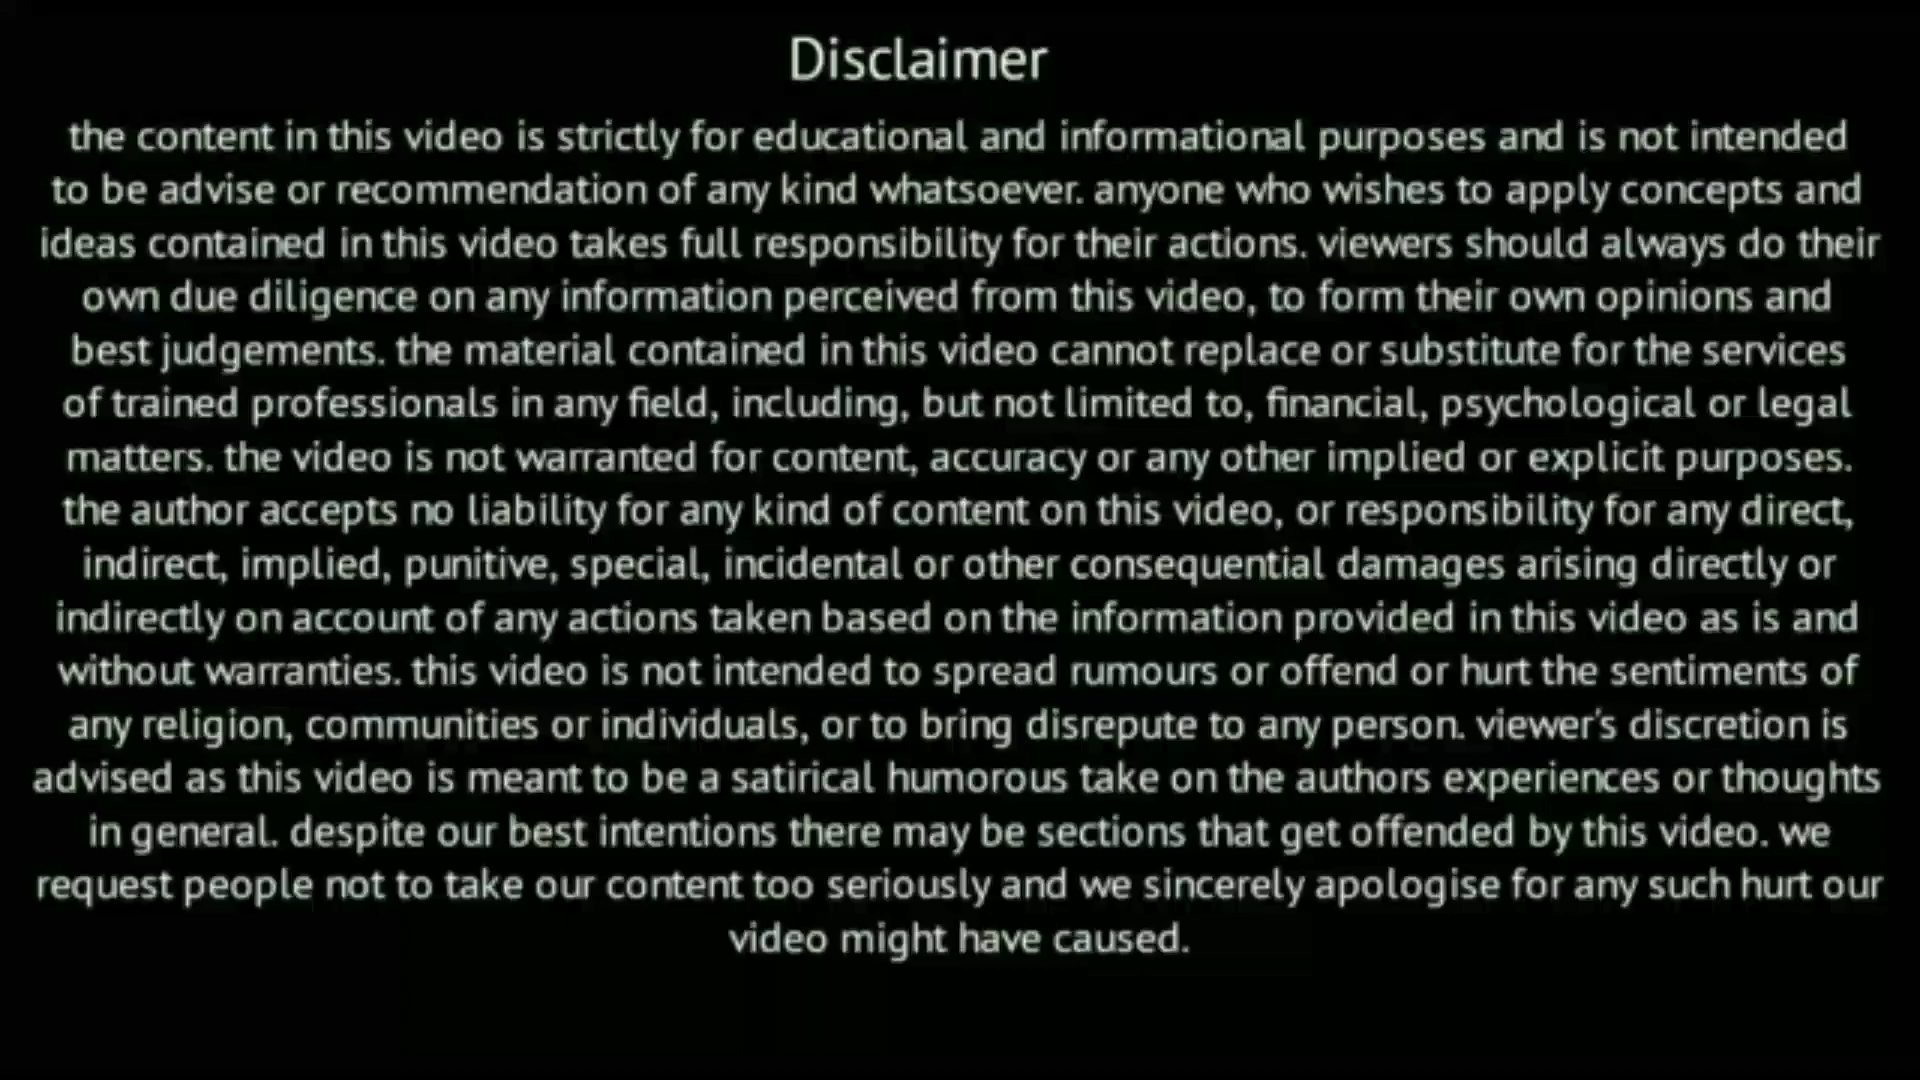 Disclaimer
the content in this video is strictly for educational and informational purposes and is not intended
to be advise or recommendation of any kind whatsoever. anyone who wishes to apply concepts and
ideas contained in this video takes full responsibility for their actions. viewers should always do their
own due diligence on any information perceived from this video, to form their own opinions and
best judgements. the material contained in this video cannot replace or substitute for the services
of trained professionals in any field, including, but not limited to, financial, psychological or legal
matters. the video is not warranted for content, accuracy or any other implied or explicit purposes.
the author accepts no liability for any kind of content on this video, or responsibility for any direct,
indirect, implied, punitive, special, incidental or other consequential damages arising directly or
indirectly on account of any actions taken based on the information provided in this video as is and
without warranties. this video is not intended to spread rumours or offend or hurt the sentiments of
any religion, communities or individuals, or to bring disrepute to any person. viewer's discretion is
advised as this video is meant to be a satirical humorous take on the authors experiences or thoughts
in general. despite our best intentions there may be sections that get offended by this video. we
request people not to take our content too seriously and we sincerely apologise for any such hurt our
video might have caused.